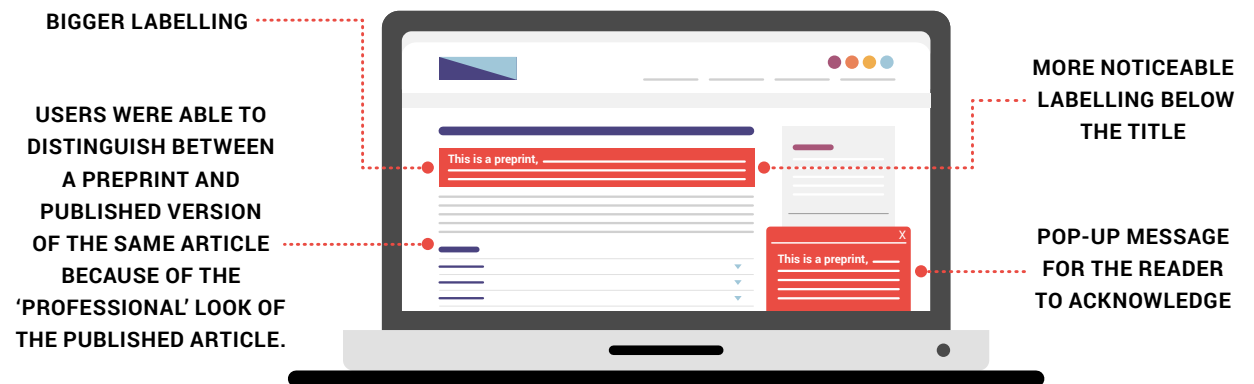 BIGGER LABELLING
USERS WERE ABLE TO
DISTINGUISH BETWEEN
A PREPRINT AND
PUBLISHED VERSION
OF THE SAME ARTICLE
BECAUSE OF THE
‘PROFESSIONAL’ LOOK OF
THE PUBLISHED ARTICLE.
This is a preprint,
X
This is a preprint,
MORE NOTICEABLE
LABELLING BELOW
THE TITLE
POP-UP MESSAGE
FOR THE READER
TO ACKNOWLEDGE